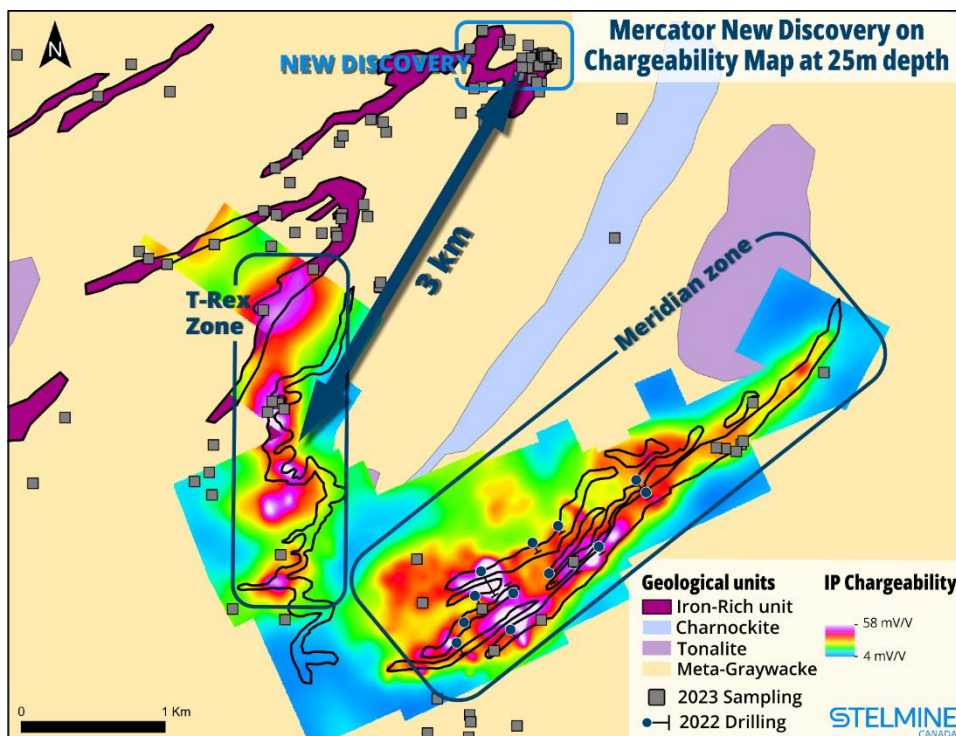 Mercator New Discovery on
Chargeability Map at 25m depth
N
NEW DISCOVERY
3 km
T-Rex
Zone
Meridian zone
Geological units
Iron-Rich unit
Charnockite
Tonalite
Meta-Graywacke
2023 Sampling
2022 Drilling
IP Chargeability
58 mV/V
4 mV/V
0
1 Km
STELMINE
CANADA